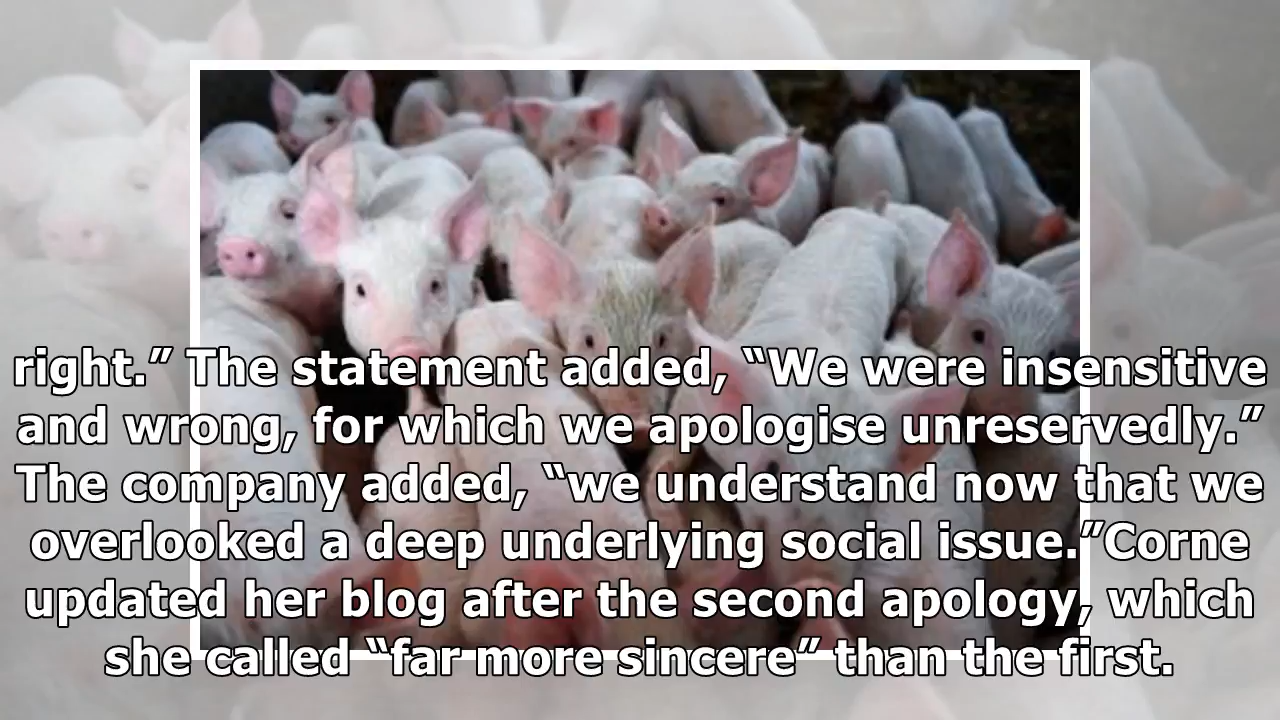 right.” The statement added, “We were insensitive
and wrong, for which we apologise unreservedly.”
The company added, “we understand now that we
overlooked a deep underlying social issue.”Corne
updated her blog after the second apology, which
she called “far more sincere” than the first.